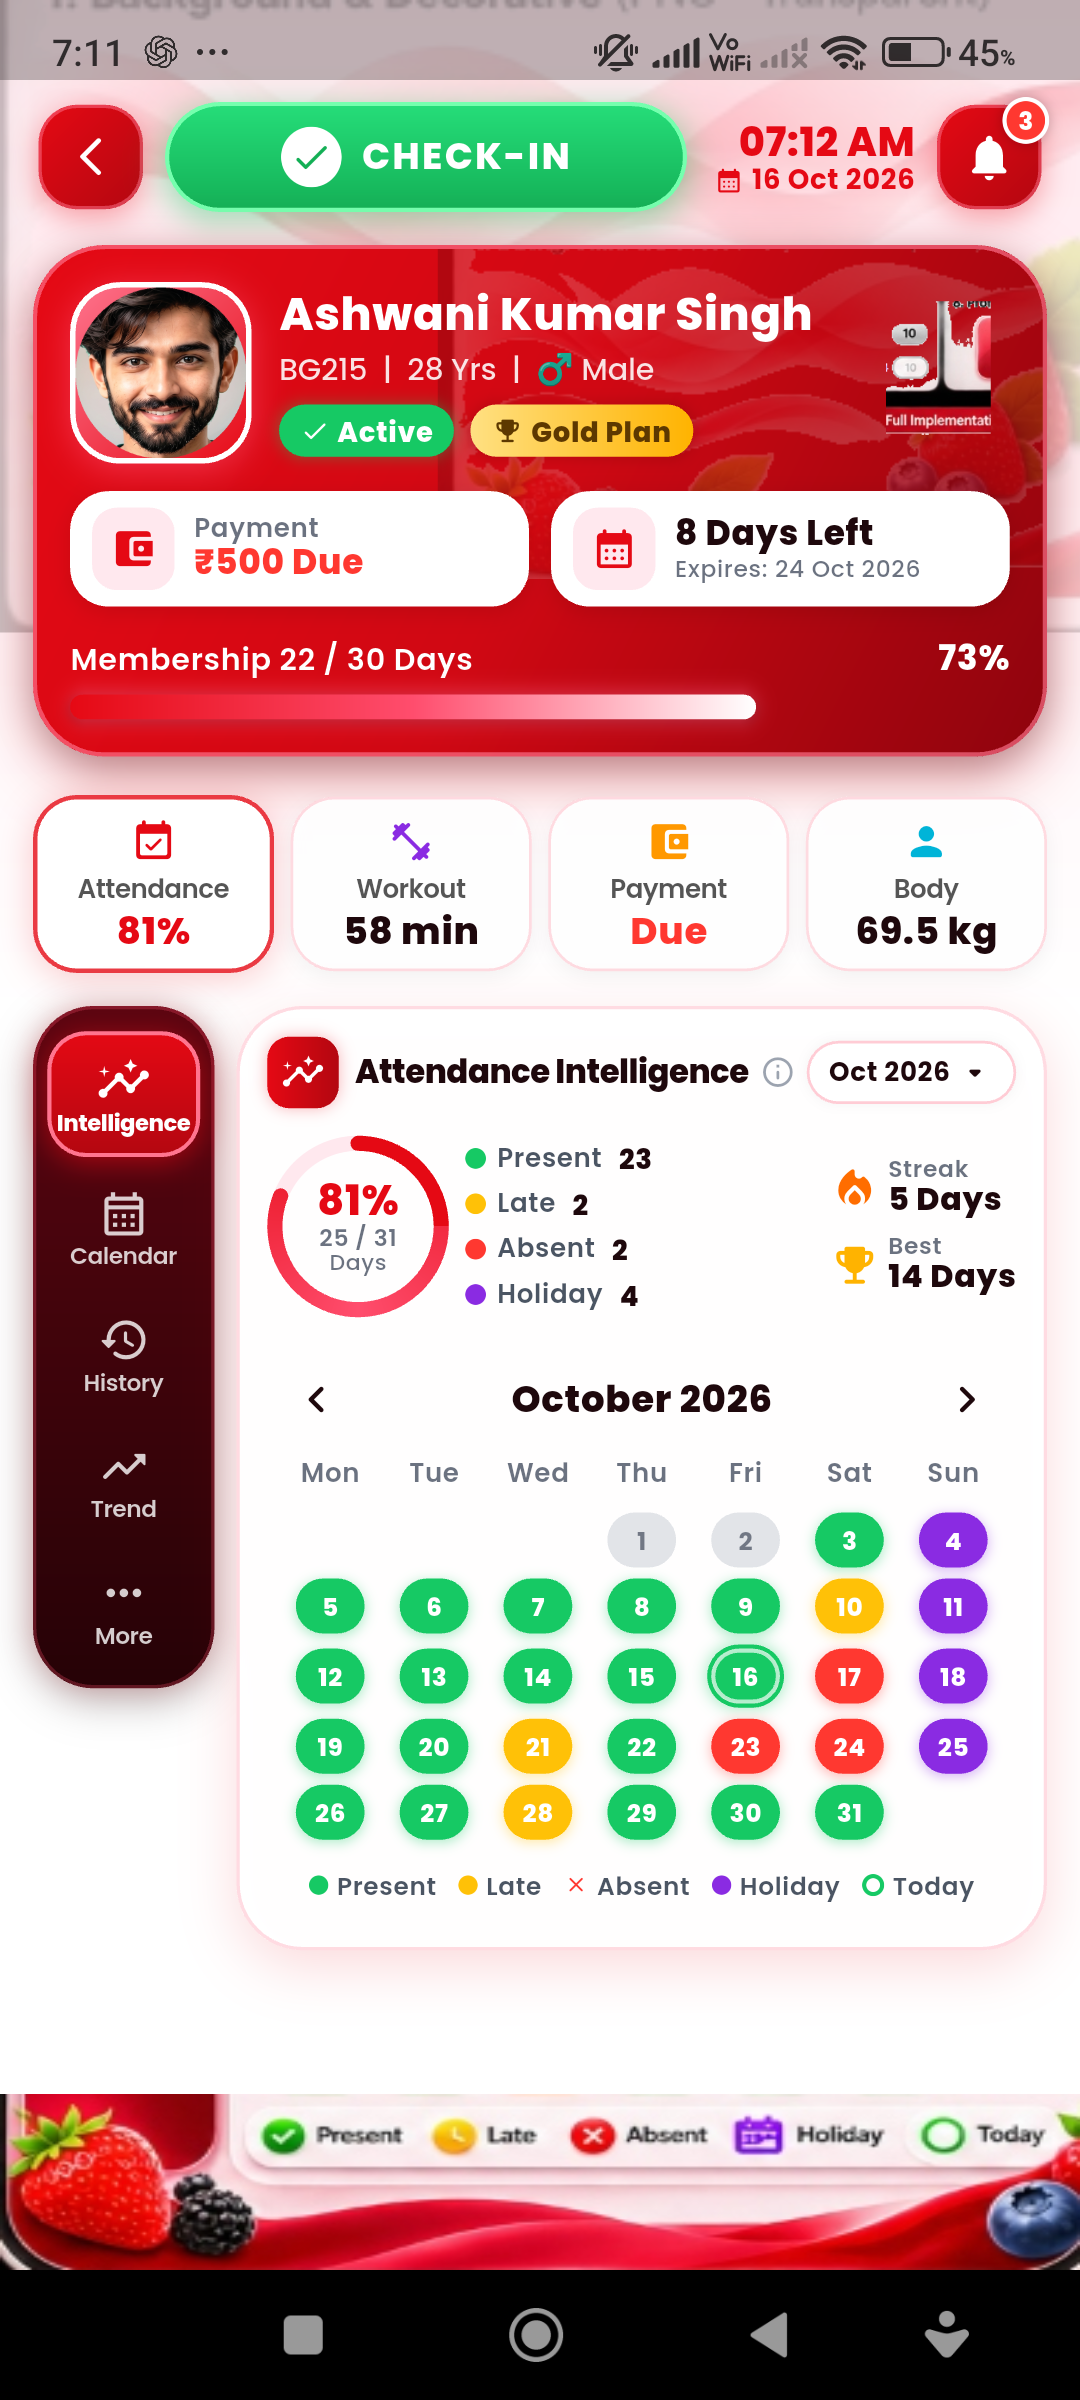 7:11
Vo
WiFi
45%
CHECK-IN
07:12 AM
16 Oct 2026
3
Ashwani Kumar Singh
BG215 | 28 Yrs | Male
Active
Gold Plan
10
10
Full Implementati
Payment
₹500 Due
8 Days Left
Expires: 24 Oct 2026
Membership 22 / 30 Days
73%
Attendance
81%
Workout
58 min
Payment
Due
Body
69.5 kg
Intelligence
Calendar
History
Trend
More
Attendance Intelligence
Oct 2026
81%
25 / 31
Days
Present 23
Late 2
Absent 2
Holiday 4
Streak
5 Days
Best
14 Days
October 2026
Mon Tue Wed Thu Fri Sat Sun
1 2 3 4
5 6 7 8 9 10 11
12 13 14 15 16 17 18
19 20 21 22 23 24 25
26 27 28 29 30 31
Present Late Absent Holiday Today
Present Late Absent Holiday Today